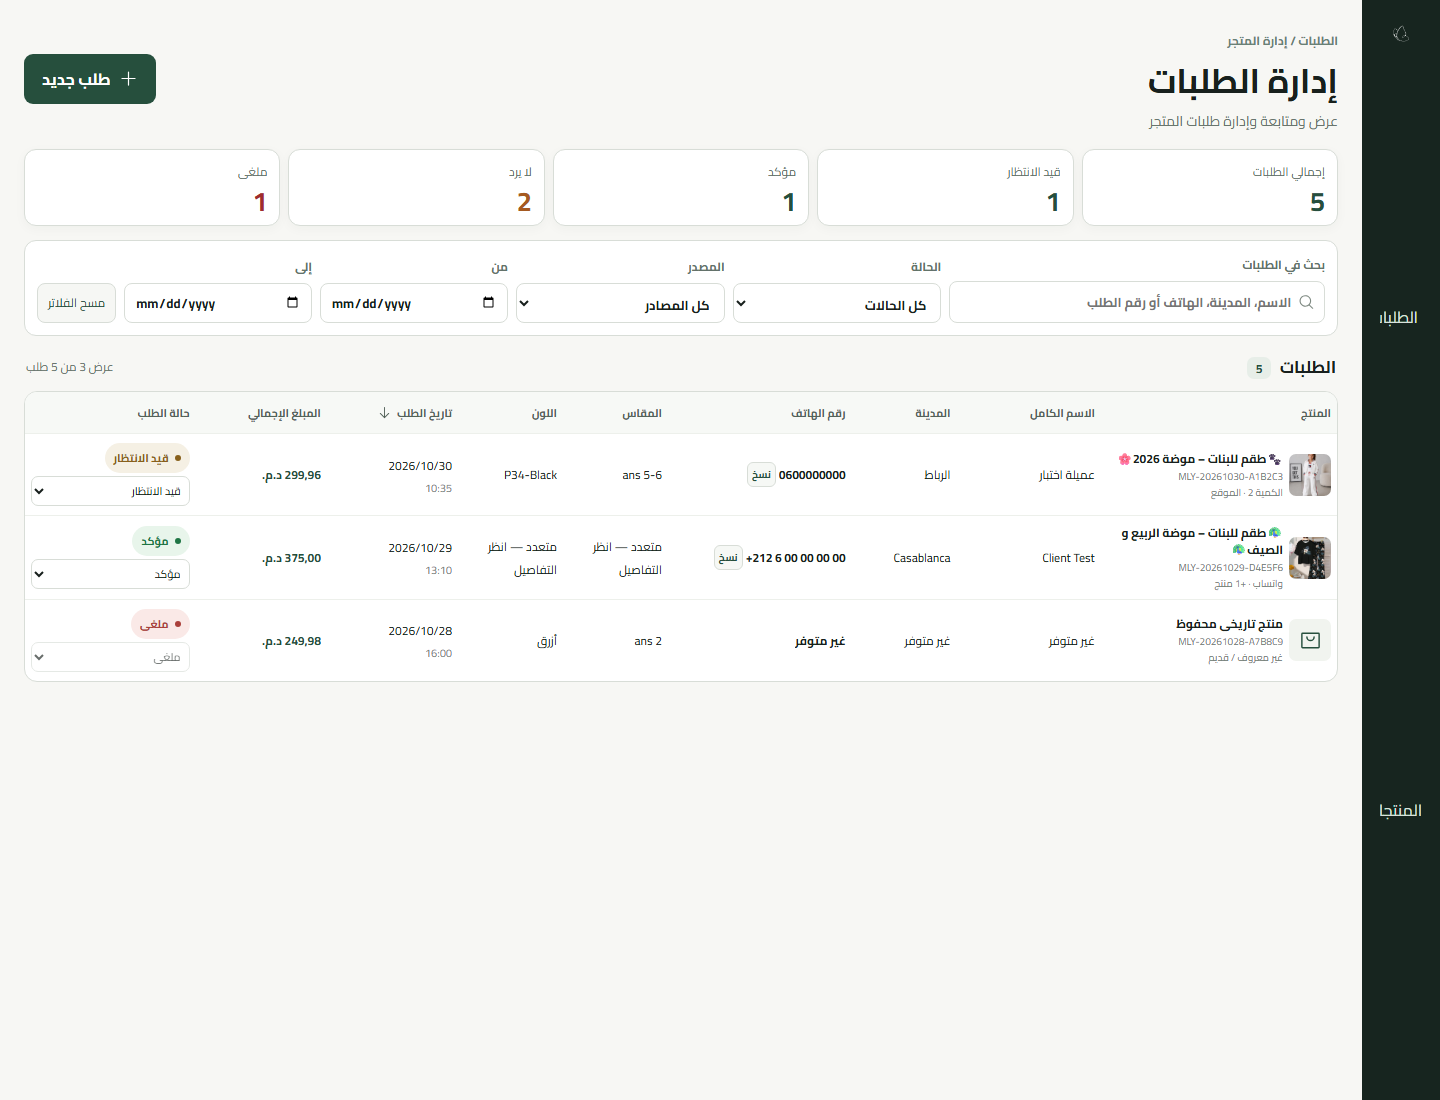 الطلبات / إدارة المتجر
إدارة الطلبات
عرض ومتابعة وإدارة طلبات المتجر
طلب جديد
إجمالي الطلبات
5
قيد الانتظار
1
مؤكد
1
لا يرد
2
ملغى
1
بحث في الطلبات
الاسم، المدينة، الهاتف أو رقم الطلب
الحالة
كل الحالات
المصدر
كل المصادر
من
mm/dd/yyyy
إلى
mm/dd/yyyy
مسح الفلاتر
الطلبات 5
عرض 3 من 5 طلب
المنتج الاسم الكامل المدينة رقم الهاتف المقاس اللون تاريخ الطلب المبلغ الإجمالي حالة الطلب
🐾 طقم للبنات – موضة 2026 🌸
MLY-20261030-A1B2C3
الكمية 2 · الموقع
عميلة اختبار
الرباط
0600000000 نسخ
5-6 ans
P34-Black
2026/10/30
10:35
299,96 د.م.
قيد الانتظار
قيد الانتظار
🦚 طقم للبنات – موضة الربيع و
الصيف 🦚
MLY-20261029-D4E5F6
واتساب · +1 منتج
Client Test
Casablanca
+212 6 00 00 00 00 نسخ
متعدد — انظر
التفاصيل
متعدد — انظر
التفاصيل
2026/10/29
13:10
375,00 د.م.
مؤكد
مؤكد
منتج تاريخي محفوظ
MLY-20261028-A7B8C9
غير معروف / قديم
غير متوفر
غير متوفر
غير متوفر
2 ans
أزرق
2026/10/28
16:00
249,98 د.م.
ملغى
ملغى
الطلبا
المنتجا